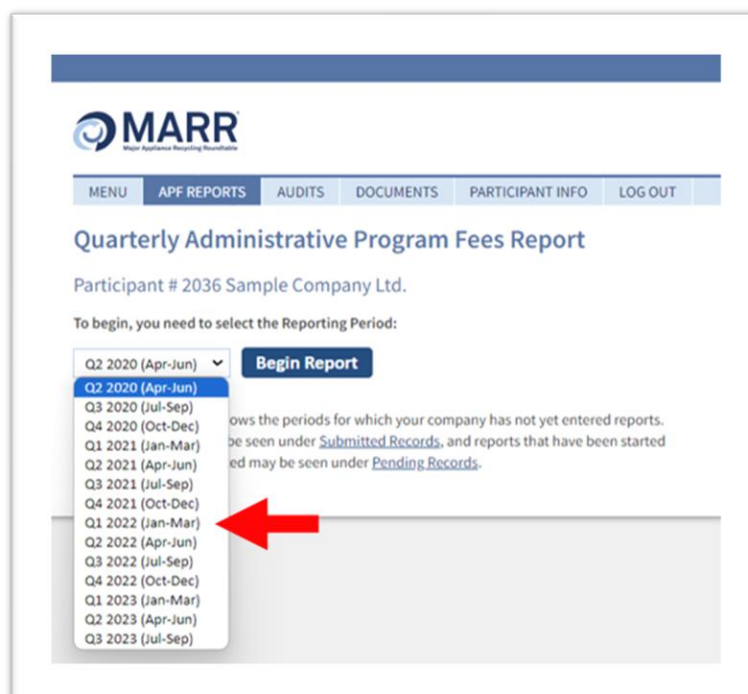 MARR
Major Appliance Recycling Roundtable
MENU APF REPORTS AUDITS DOCUMENTS PARTICIPANT INFO LOG OUT
Quarterly Administrative Program Fees Report
Participant # 2036 Sample Company Ltd.
To begin, you need to select the Reporting Period:
Q2 2020 (Apr-Jun) Begin Report
Q2 2020 (Apr-Jun)
Q3 2020 (Jul-Sep)
ows the periods for which your company has not yet entered reports.
Q4 2020 (Oct-Dec)
be seen under Submitted Records, and reports that have been started
Q1 2021 (Jan-Mar)
ed may be seen under Pending Records.
Q2 2021 (Apr-Jun)
Q3 2021 (Jul-Sep)
Q4 2021 (Oct-Dec)
Q1 2022 (Jan-Mar)
Q2 2022 (Apr-Jun)
Q3 2022 (Jul-Sep)
Q4 2022 (Oct-Dec)
Q1 2023 (Jan-Mar)
Q2 2023 (Apr-Jun)
Q3 2023 (Jul-Sep)